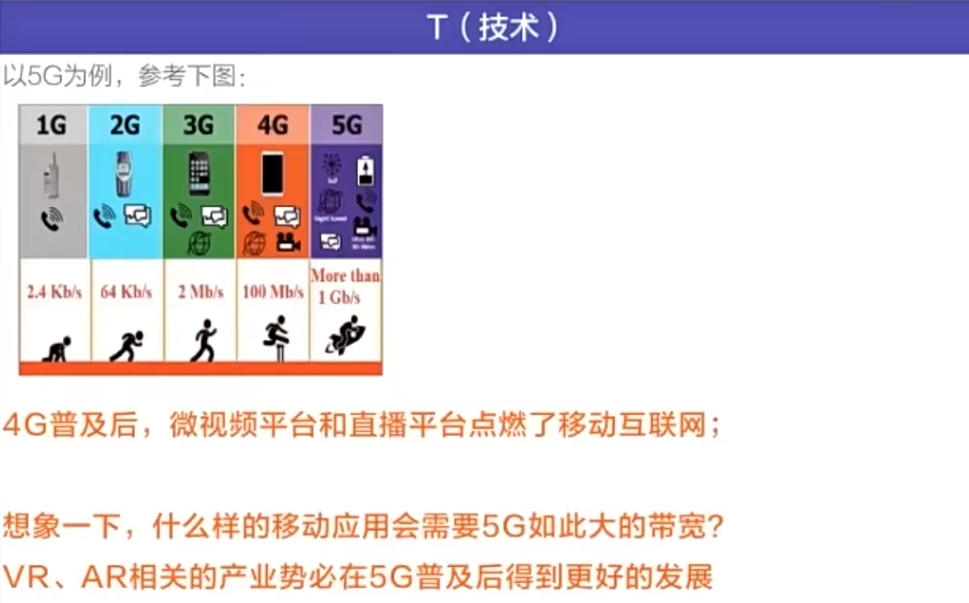 T（技术）
以5G为例，参考下图：
1G 2G 3G 4G 5G
2.4 Kb/s 64 Kb/s 2 Mb/s 100 Mb/s More than
1 Gb/s
4G普及后，微视频平台和直播平台点燃了移动互联网；
想象一下，什么样的移动应用会需要5G如此大的带宽?
VR、AR相关的产业势必在5G普及后得到更好的发展